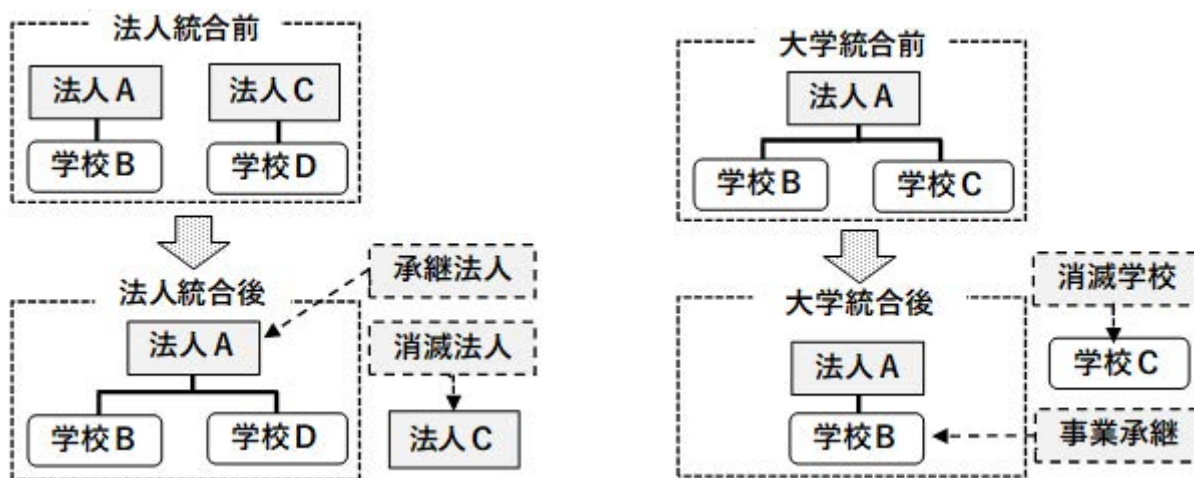 法人統合前
法人A
法人C
学校B
学校D
法人統合後
承継法人
法人A
消滅法人
学校B
学校D
法人C
大学統合前
法人A
学校B
学校C
大学統合後
消滅学校
法人A
学校C
学校B
事業承継